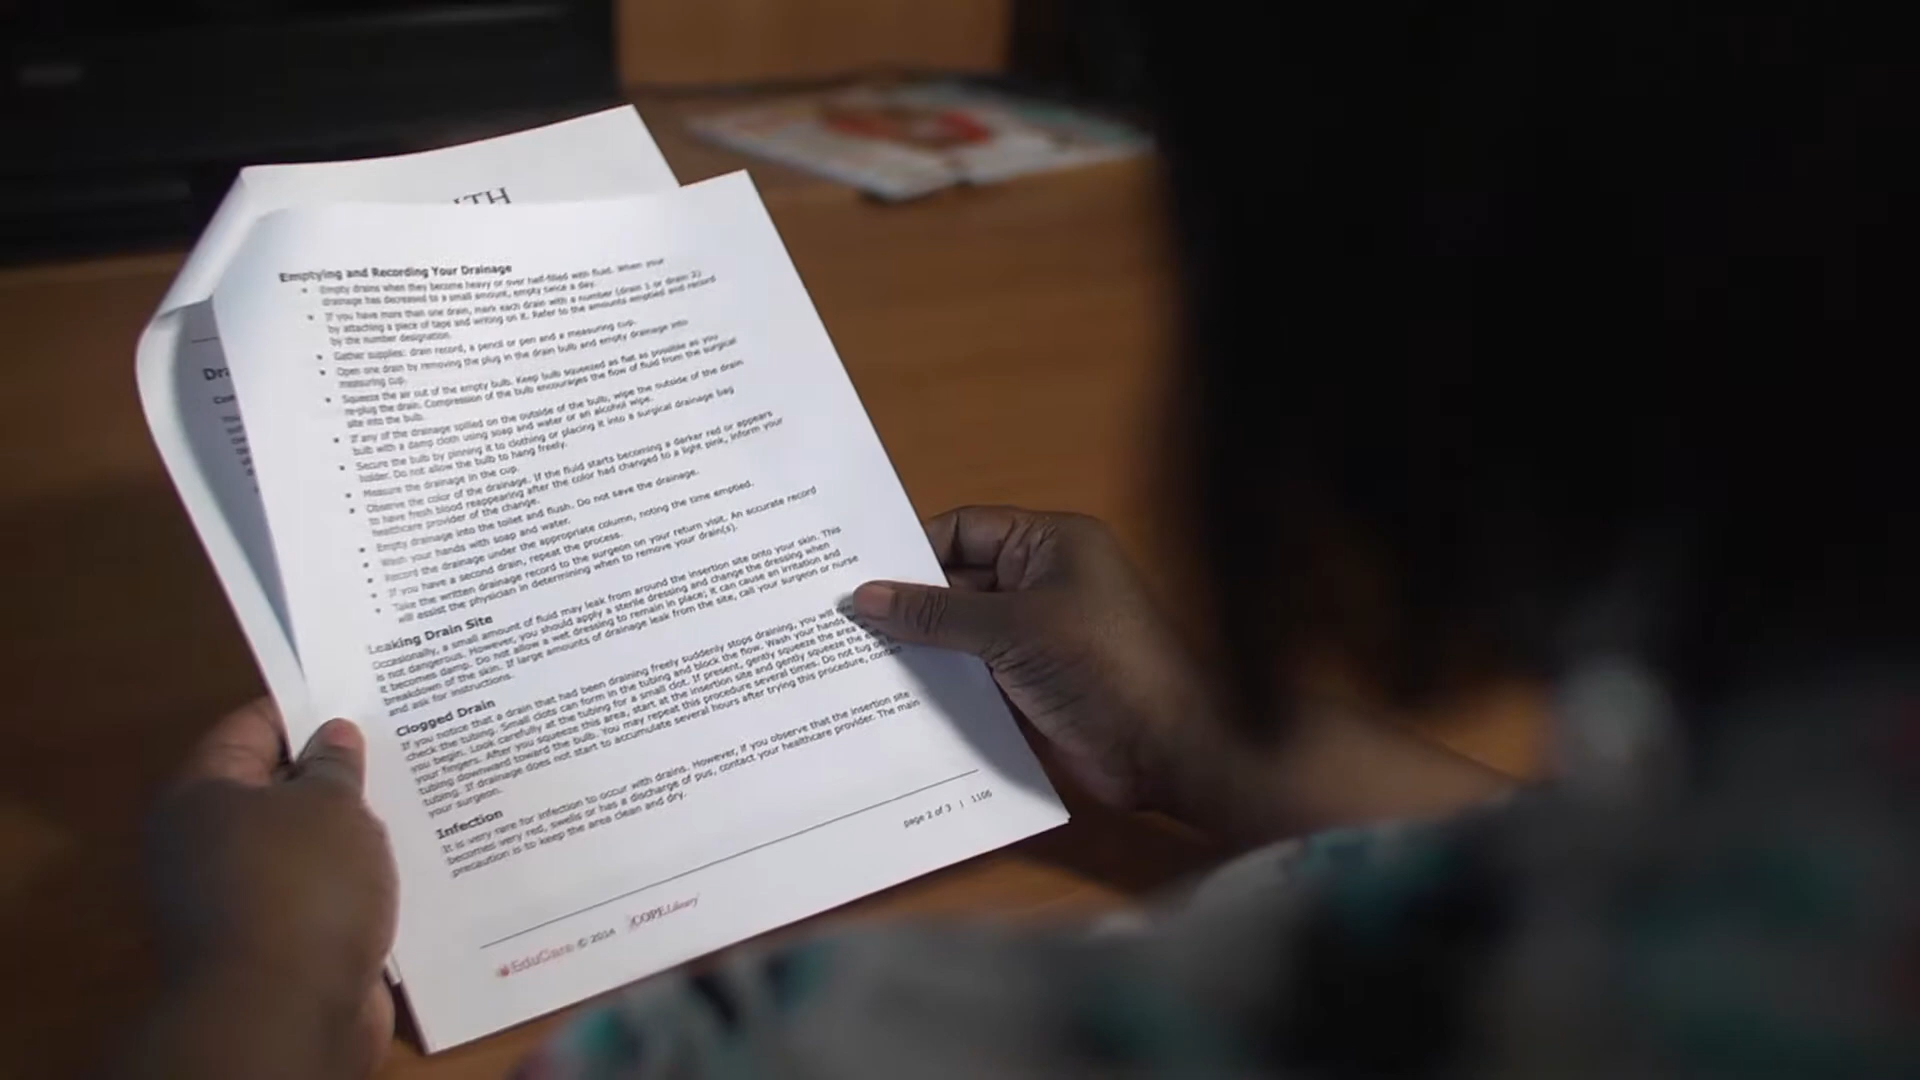 ITH
Emptying and Recording Your Drainage
• Empty drains when they become heavy or over half-filled with fluid. When your
drainage has decreased to a small amount, empty twice a day.
• If you have more than one drain, mark each drain with a number (drain 1 or drain 2)
by attaching a piece of tape and writing on it. Refer to the amounts emptied and record
by the number designation.
• Gather supplies: drain record, a pencil or pen and a measuring cup.
• Open one drain by removing the plug in the drain bulb and empty drainage into
measuring cup.
• Squeeze the air out of the empty bulb. Keep bulb squeezed as flat as possible as you
re-plug the drain. Compression of the bulb encourages the flow of fluid from the surgical
site into the bulb.
• If any of the drainage spilled on the outside of the bulb, wipe the outside of the drain
bulb with a damp cloth using soap and water or an alcohol wipe.
• Secure the bulb by pinning it to clothing or placing it into a surgical drainage bag
holder. Do not allow the bulb to hang freely.
• Measure the drainage in the cup.
• Observe the color of the drainage. If the fluid starts becoming a darker red or appears
to have fresh blood reappearing after the color had changed to a light pink, inform your
healthcare provider of the change.
• Empty drainage into the toilet and flush. Do not save the drainage.
• Wash your hands with soap and water.
• Record the drainage under the appropriate column, noting the time emptied.
• If you have a second drain, repeat the process.
• Take the written drainage record to the surgeon on your return visit. An accurate record
will assist the physician in determining when to remove your drain(s).
Leaking Drain Site
Occasionally, a small amount of fluid may leak from around the insertion site onto your skin. This
is not dangerous. However, you should apply a sterile dressing and change the dressing when
it becomes damp. Do not allow a wet dressing to remain in place; it can cause an irritation and
breakdown of the skin. If large amounts of drainage leak from the site, call your surgeon or nurse
and ask for instructions.
Clogged Drain
If you notice that a drain that had been draining freely suddenly stops draining, you will
check the tubing. Small clots can form in the tubing and block the flow. Wash your hands
you begin. Look carefully at the tubing for a small clot. If present, gently squeeze the area
your fingers. After you squeeze this area, start at the insertion site and gently squeeze the
tubing downward toward the bulb. You may repeat this procedure several times. Do not tug
tubing. If drainage does not start to accumulate several hours after trying this procedure, contact
your surgeon.
Infection
It is very rare for infection to occur with drains. However, if you observe that the insertion site
becomes very red, swells or has a discharge of pus, contact your healthcare provider. The main
precaution is to keep the area clean and dry.
page 2 of 3 | 1106
EduCare © 2014 COPE Library